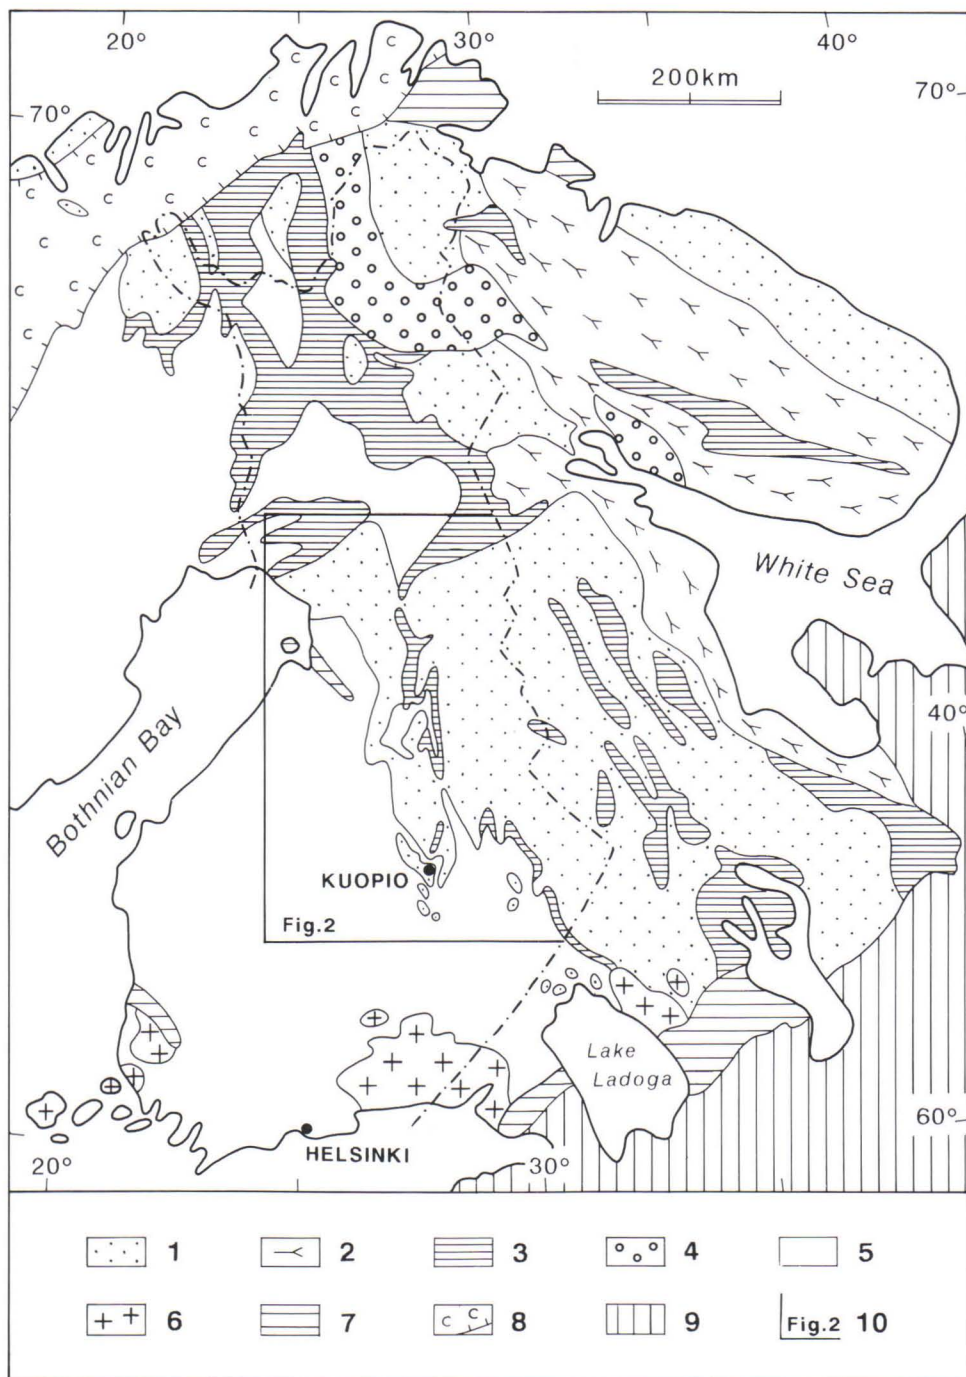 20° 30° 40°
200km
70° 70°
White Sea
40°
Bothnian Bay
KUOPIO
Fig.2
Lake
Ladoga
60°
HELSINKI
20° 30°
1 2 3 4 5
6 7 8 9 Fig.2 10